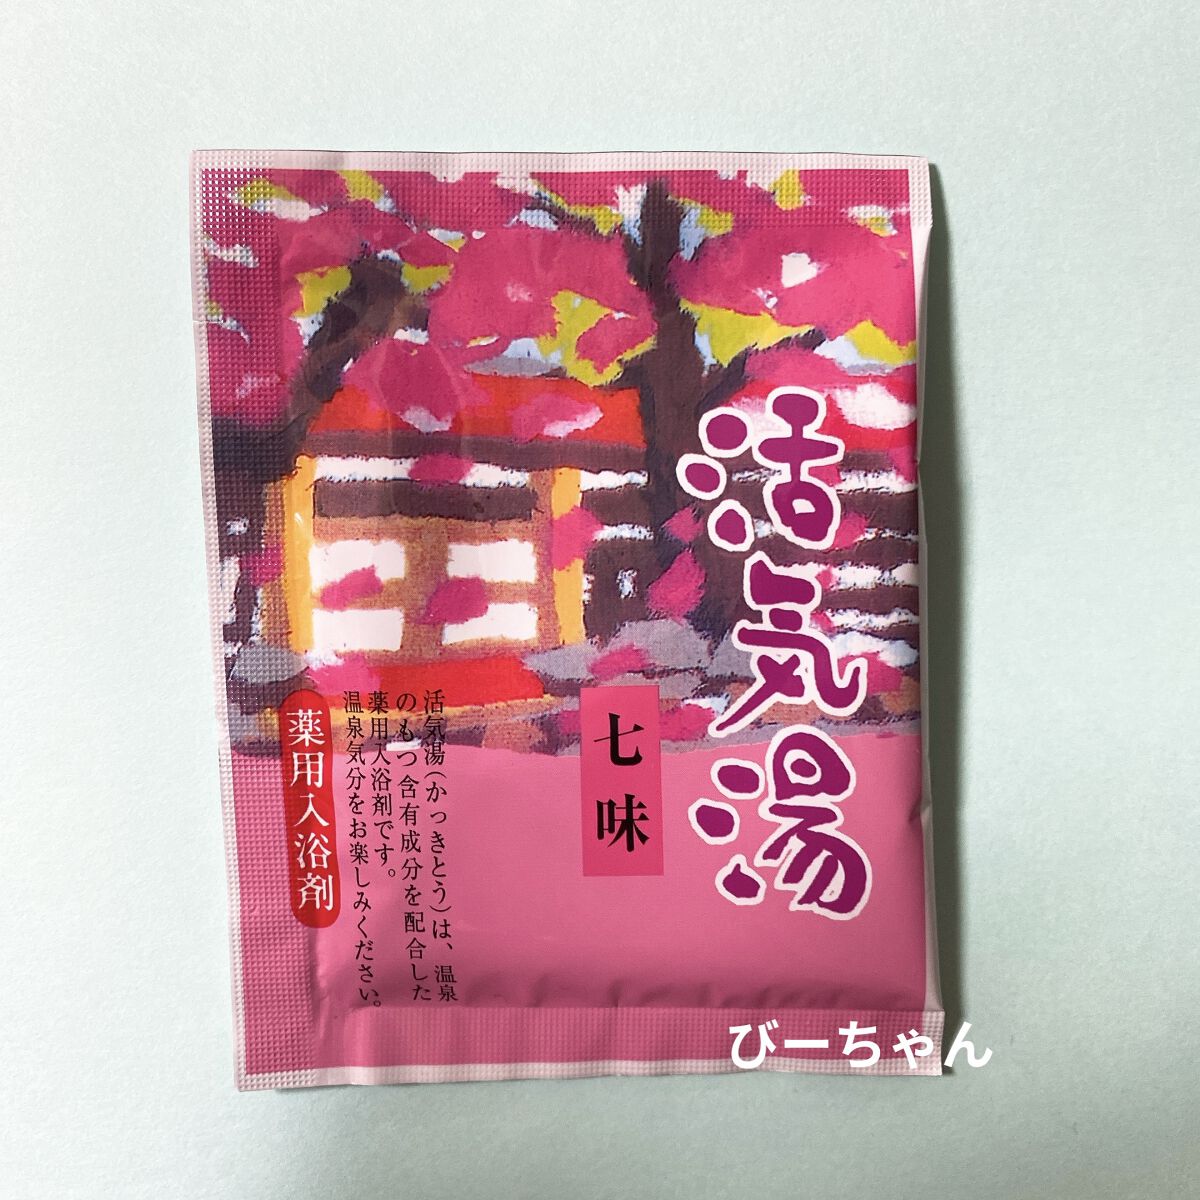 活気湯
七味
活気湯(かっきとう)は、温泉
のもつ含有成分を配合した
薬用入浴剤です。
温泉気分をお楽しみください。
薬用入浴剤
びーちゃん